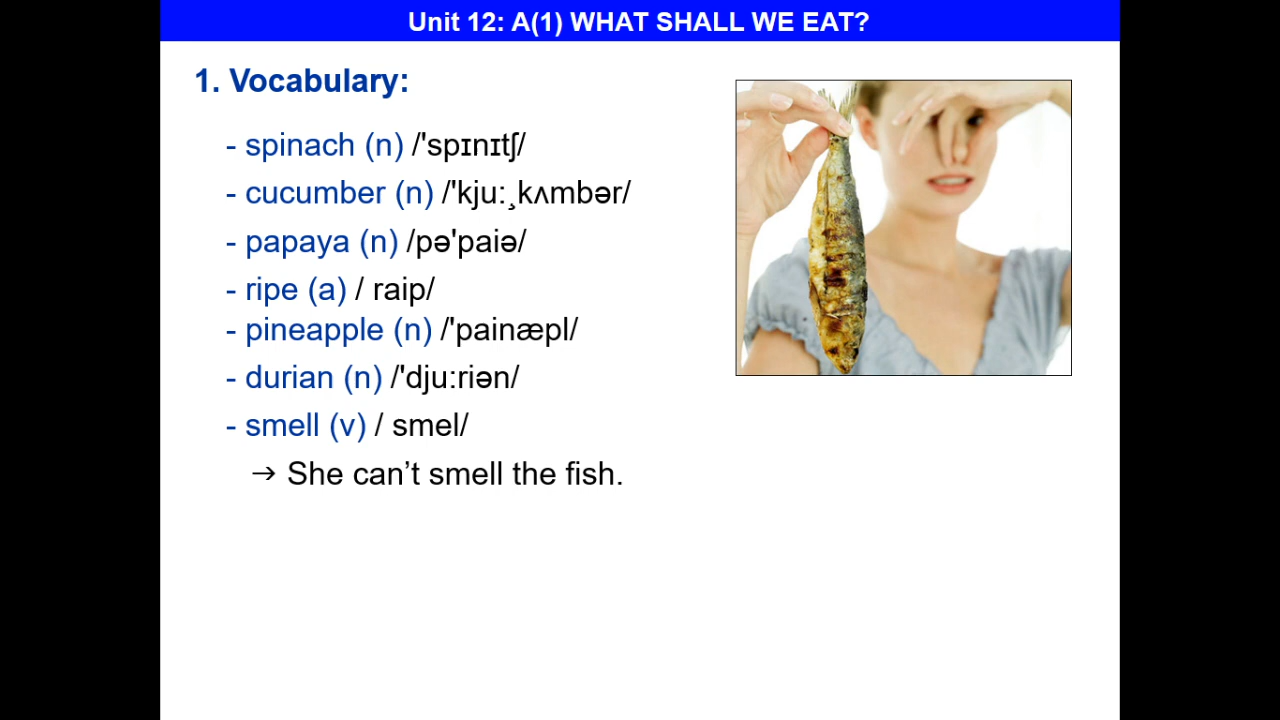 Unit 12: A(1) WHAT SHALL WE EAT?
1. Vocabulary:
- spinach (n) /'spɪnɪtʃ/
- cucumber (n) /'kju:ˌkʌmbər/
- papaya (n) /pə'paiə/
- ripe (a) / raip/
- pineapple (n) /'painæpl/
- durian (n) /'dju:riən/
- smell (v) / smel/
→ She can’t smell the fish.